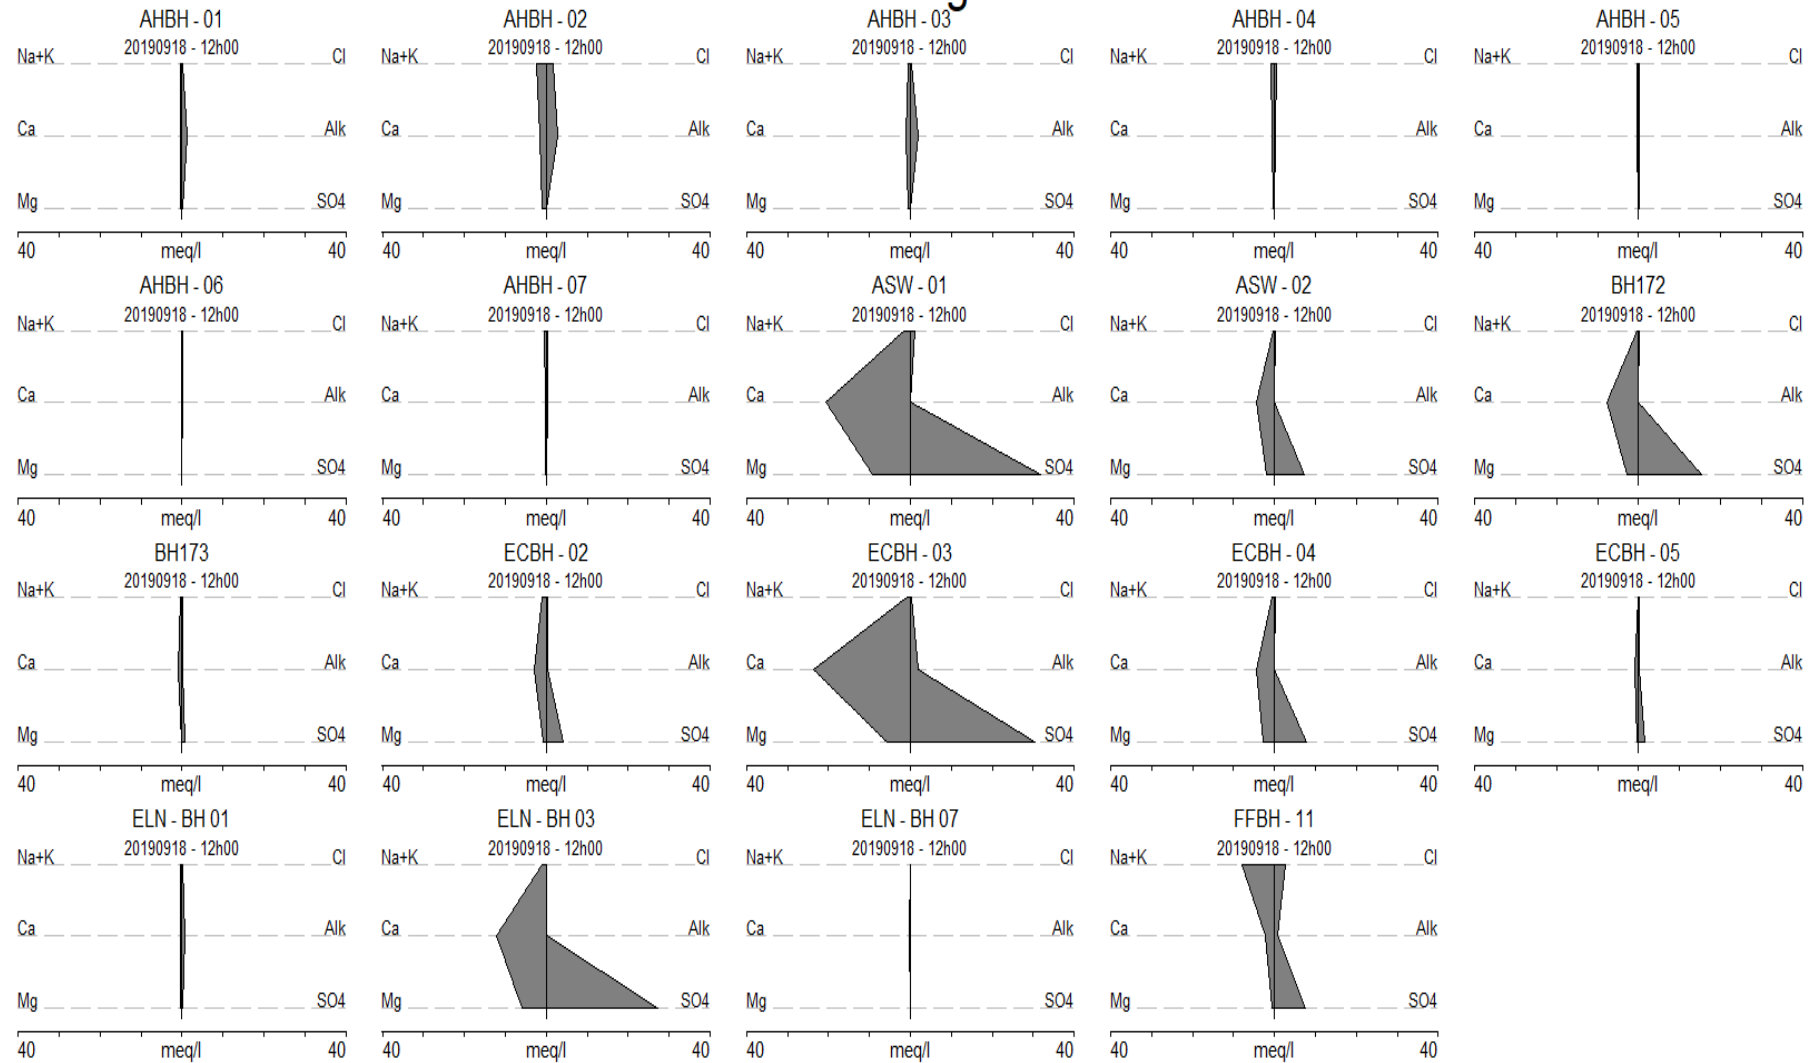 AHBH - 01 AHBH - 02 AHBH - 03 AHBH - 04 AHBH - 05
20190918 - 12h00 20190918 - 12h00 20190918 - 12h00 20190918 - 12h00 20190918 - 12h00
Na+K Cl Na+K Cl Na+K Cl Na+K Cl Na+K Cl
Ca Alk Ca Alk Ca Alk Ca Alk Ca Alk
Mg SO4 Mg SO4 Mg SO4 Mg SO4 Mg SO4
40 meq/l 40 40 meq/l 40 40 meq/l 40 40 meq/l 40 40 meq/l 40
AHBH - 06 AHBH - 07 ASW - 01 ASW - 02 BH172
20190918 - 12h00 20190918 - 12h00 20190918 - 12h00 20190918 - 12h00 20190918 - 12h00
Na+K Cl Na+K Cl Na+K Cl Na+K Cl Na+K Cl
Ca Alk Ca Alk Ca Alk Ca Alk Ca Alk
Mg SO4 Mg SO4 Mg SO4 Mg SO4 Mg SO4
40 meq/l 40 40 meq/l 40 40 meq/l 40 40 meq/l 40 40 meq/l 40
BH173 ECBH - 02 ECBH - 03 ECBH - 04 ECBH - 05
20190918 - 12h00 20190918 - 12h00 20190918 - 12h00 20190918 - 12h00 20190918 - 12h00
Na+K Cl Na+K Cl Na+K Cl Na+K Cl Na+K Cl
Ca Alk Ca Alk Ca Alk Ca Alk Ca Alk
Mg SO4 Mg SO4 Mg SO4 Mg SO4 Mg SO4
40 meq/l 40 40 meq/l 40 40 meq/l 40 40 meq/l 40 40 meq/l 40
ELN - BH 01 ELN - BH 03 ELN - BH 07 FFBH - 11
20190918 - 12h00 20190918 - 12h00 20190918 - 12h00 20190918 - 12h00
Na+K Cl Na+K Cl Na+K Cl Na+K Cl
Ca Alk Ca Alk Ca Alk Ca Alk
Mg SO4 Mg SO4 Mg SO4 Mg SO4
40 meq/l 40 40 meq/l 40 40 meq/l 40 40 meq/l 40